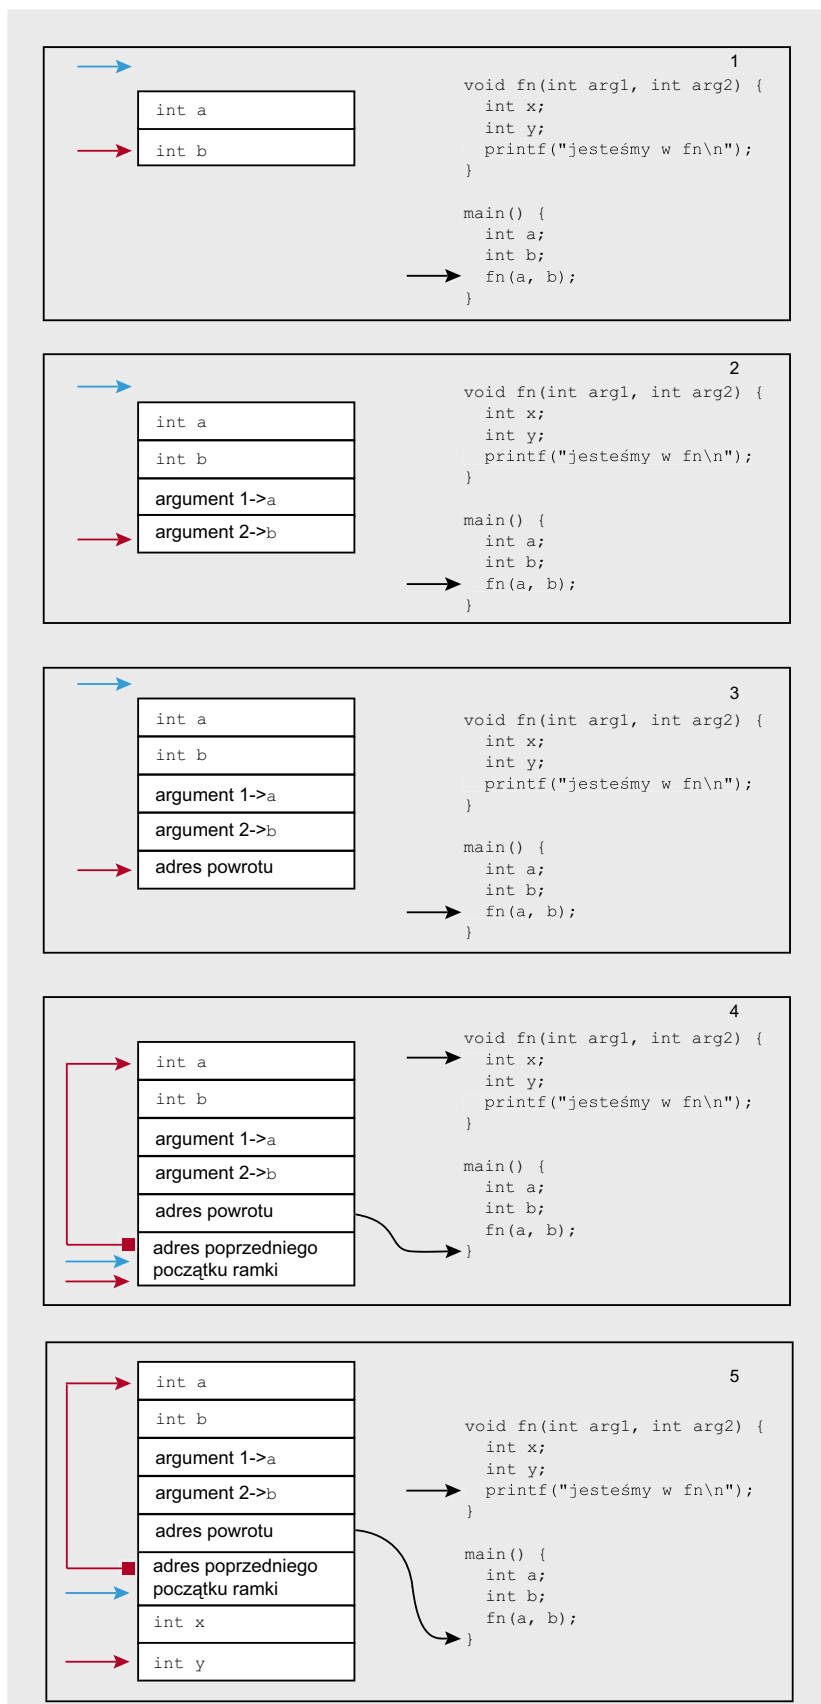 1
int a
int b
void fn(int arg1, int arg2) {
int x;
int y;
printf("jesteśmy w fn\n");
}
main() {
int a;
int b;
fn(a, b);
}
2
int a
int b
argument 1->a
argument 2->b
void fn(int arg1, int arg2) {
int x;
int y;
printf("jesteśmy w fn\n");
}
main() {
int a;
int b;
fn(a, b);
}
3
int a
int b
argument 1->a
argument 2->b
adres powrotu
void fn(int arg1, int arg2) {
int x;
int y;
printf("jesteśmy w fn\n");
}
main() {
int a;
int b;
fn(a, b);
}
4
int a
int b
argument 1->a
argument 2->b
adres powrotu
adres poprzedniego
początku ramki
void fn(int arg1, int arg2) {
int x;
int y;
printf("jesteśmy w fn\n");
}
main() {
int a;
int b;
fn(a, b);
}
5
int a
int b
argument 1->a
argument 2->b
adres powrotu
adres poprzedniego
początku ramki
int x
int y
void fn(int arg1, int arg2) {
int x;
int y;
printf("jesteśmy w fn\n");
}
main() {
int a;
int b;
fn(a, b);
}